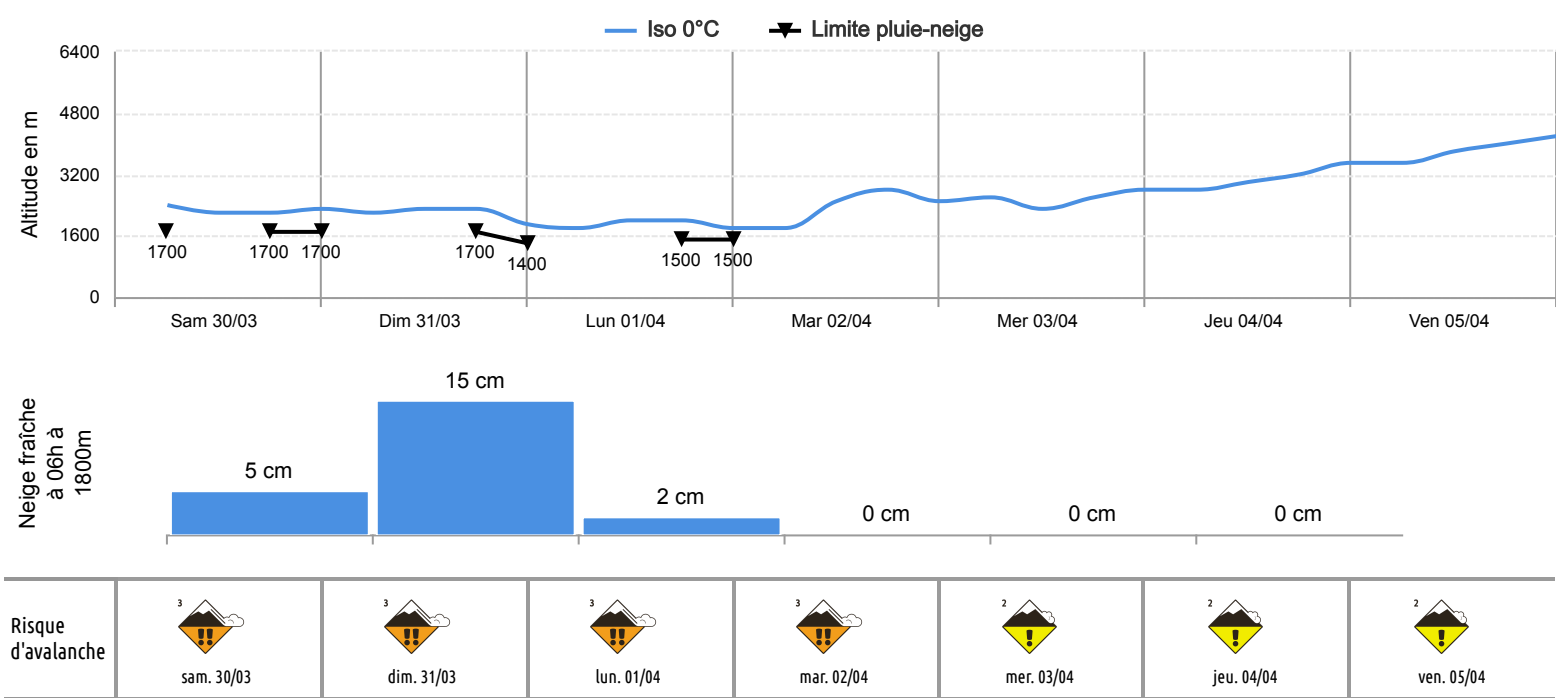 Iso 0°C Limite pluie-neige
Altitude en m
6400
4800
3200
1600
0
1700 1700 1700 1700 1400 1500 1500
Sam 30/03 Dim 31/03 Lun 01/04 Mar 02/04 Mer 03/04 Jeu 04/04 Ven 05/04
Neige fraîche
à 06h à
1800m
5 cm 15 cm 2 cm 0 cm 0 cm 0 cm
Risque
d'avalanche
3 3 3 3 2 2 2
!! !! !! !! ! ! !
sam. 30/03 dim. 31/03 lun. 01/04 mar. 02/04 mer. 03/04 jeu. 04/04 ven. 05/04